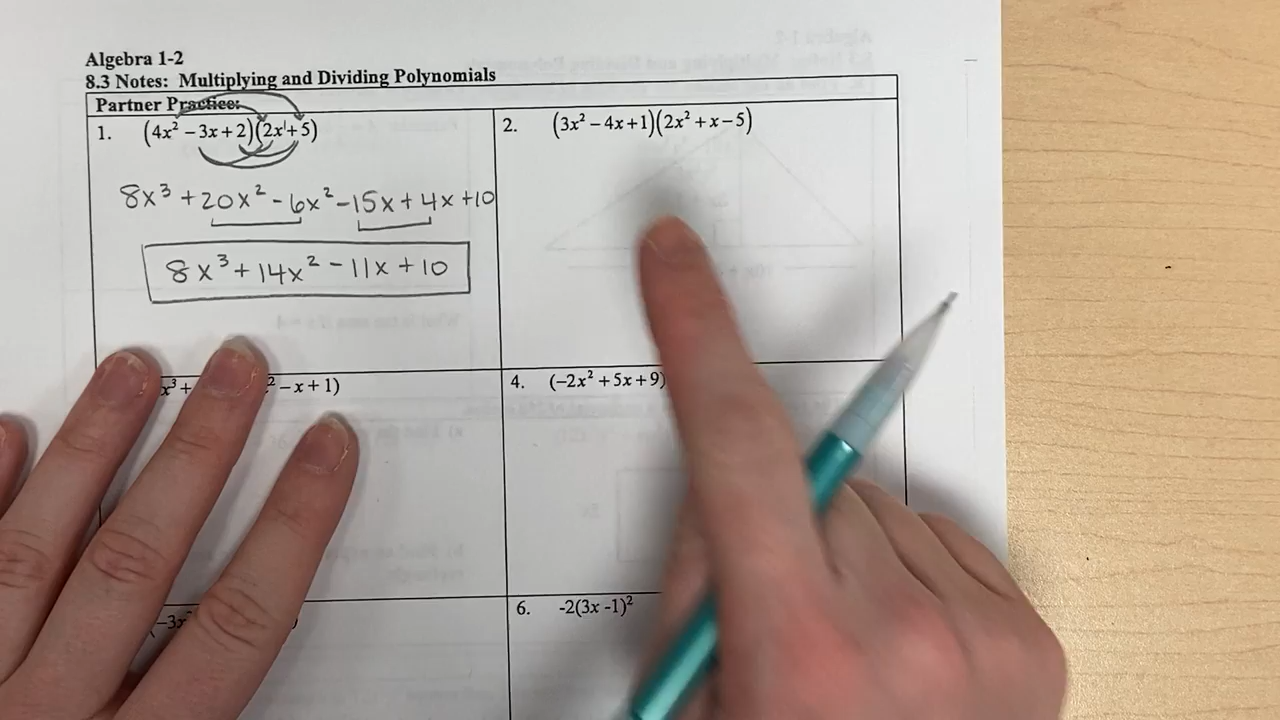 Algebra 1-2
8.3 Notes: Multiplying and Dividing Polynomials
Partner Practice:
1. (4x² − 3x + 2)(2x¹ + 5)
8x³ + 20x² − 6x² − 15x + 4x + 10
8x³ + 14x² − 11x + 10
2. (3x² − 4x + 1)(2x² + x − 5)
x³ + ² − x + 1)
4. (−2x² + 5x + 9)
(−3x
6. -2(3x -1)²